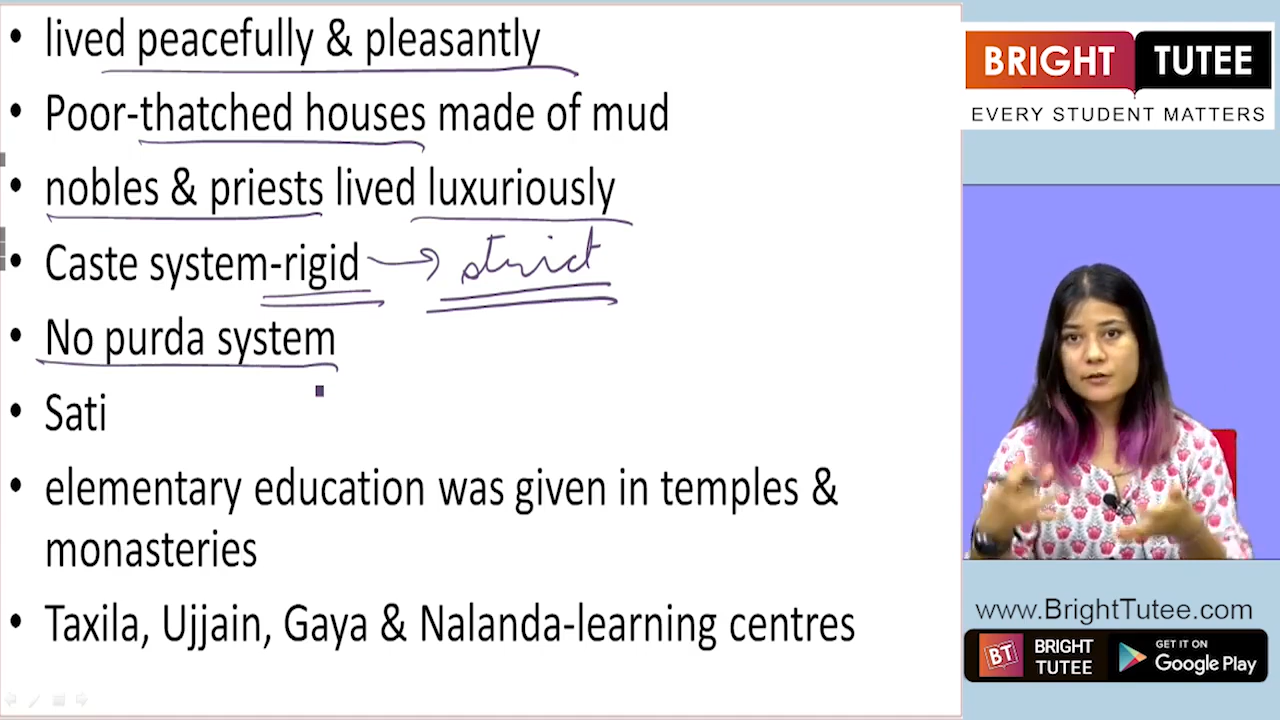 • lived peacefully & pleasantly
• Poor-thatched houses made of mud
• nobles & priests lived luxuriously
• Caste system-rigid → strict
• No purda system
• Sati
• elementary education was given in temples &
monasteries
• Taxila, Ujjain, Gaya & Nalanda-learning centres
BRIGHT TUTEE
EVERY STUDENT MATTERS
www.BrightTutee.com
BT BRIGHT
TUTEE
GET IT ON
Google Play